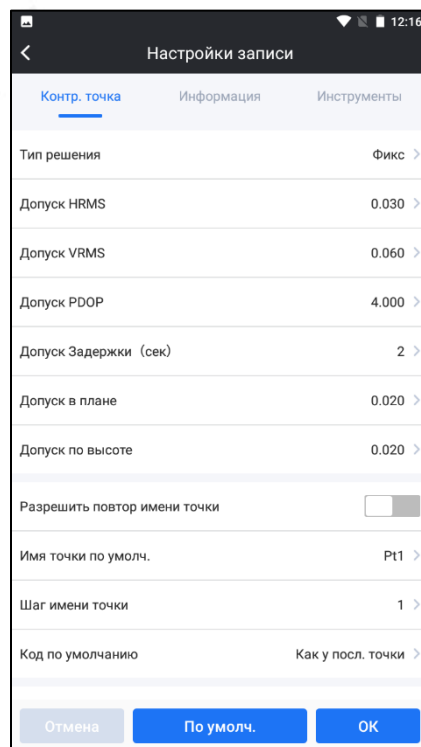 12:16
Настройки записи
Контр. точка Информация Инструменты
Тип решения Фикс
Допуск HRMS 0.030
Допуск VRMS 0.060
Допуск PDOP 4.000
Допуск Задержки (сек) 2
Допуск в плане 0.020
Допуск по высоте 0.020
Разрешить повтор имени точки
Имя точки по умолч. Pt1
Шаг имени точки 1
Код по умолчанию Как у посл. точки
Отмена По умолч. ОК